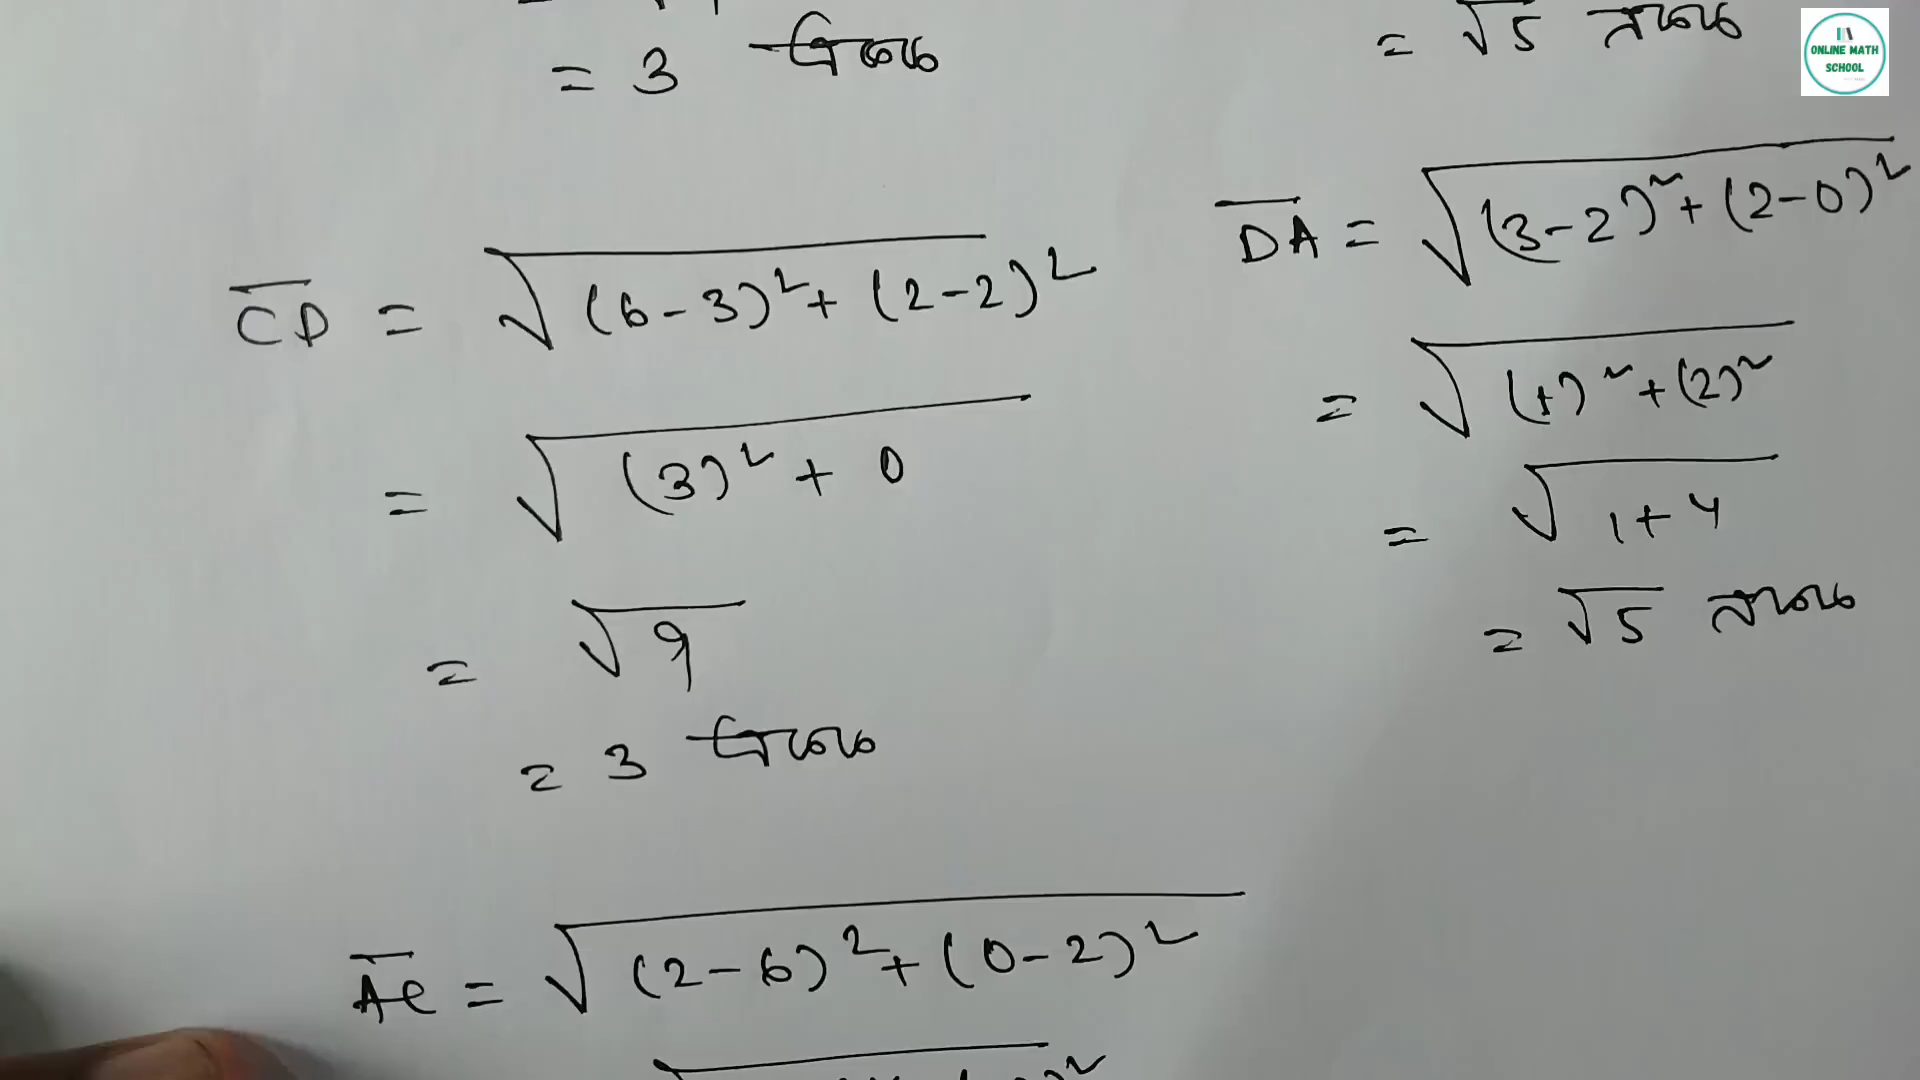 = 3 একক
= √5 একক
ONLINE MATH
SCHOOL
CD = √(6-3)² + (2-2)²
= √(3)² + 0
= √9
= 3 একক
DA = √(3-2)² + (2-0)²
= √(1)² + (2)²
= √1+4
= √5 একক
AC = √(2-6)² + (0-2)²